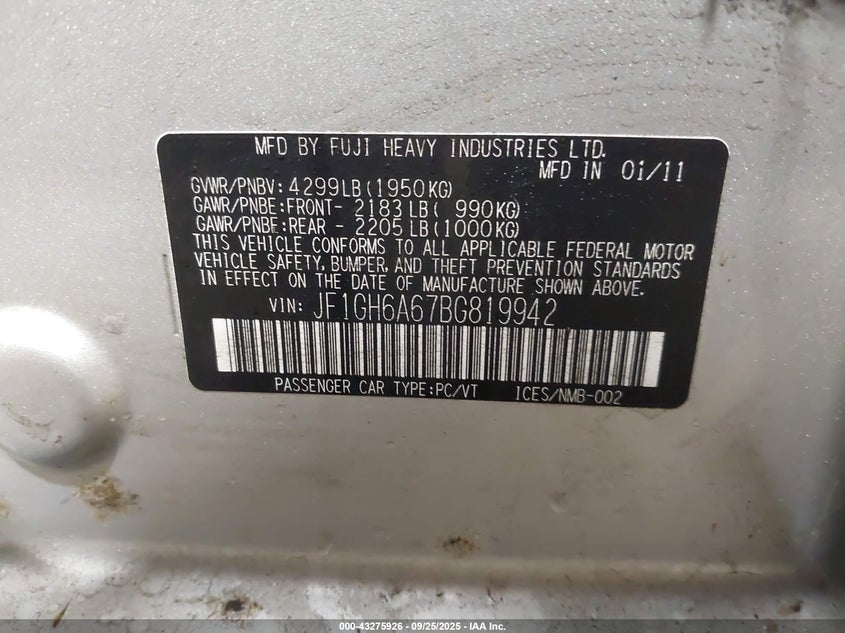 MFD BY FUJI HEAVY INDUSTRIES LTD.
MFD IN 01/11
GVWR/PNBV: 4299LB(1950KG)
GAWR/PNBE:FRONT- 2183LB( 990KG)
GAWR/PNBE:REAR - 2205LB(1000KG)
THIS VEHICLE CONFORMS TO ALL APPLICABLE FEDERAL MOTOR
VEHICLE SAFETY, BUMPER, AND THEFT PREVENTION STANDARDS
IN EFFECT ON THE DATE OF MANUFACTURE SHOWN ABOVE.
VIN: JF1GH6A67BG819942
PASSENGER CAR TYPE:PC/VT ICES/NMB-002
000-43275926 - 09/25/2025 - IAA Inc.